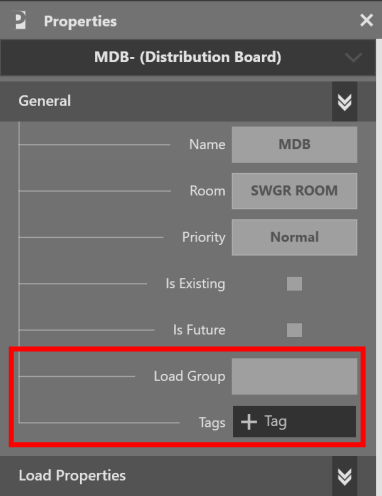 Properties
MDB- (Distribution Board)
General
Name MDB
Room SWGR ROOM
Priority Normal
Is Existing
Is Future
Load Group
Tags + Tag
Load Properties